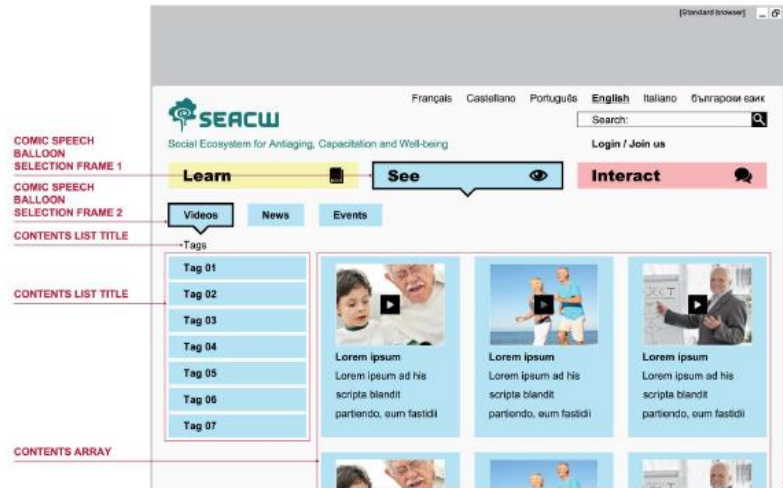 [Standard browser]
Français Castellano Português English Italiano български език
SEACW
Search:
Social Ecosystem for Antiaging, Capacitation and Well-being
Login / Join us
COMIC SPEECH
BALLOON
SELECTION FRAME 1
Learn
See
Interact
COMIC SPEECH
BALLOON
SELECTION FRAME 2
Videos
News
Events
CONTENTS LIST TITLE
Tags
CONTENTS LIST TITLE
Tag 01
Tag 02
Tag 03
Tag 04
Tag 05
Tag 06
Tag 07
Lorem ipsum
Lorem ipsum ad his
scripta blandit
partiendo, eum fastidii
Lorem ipsum
Lorem ipsum ad his
scripta blandit
partiendo, eum fastidii
Lorem ipsum
Lorem ipsum ad his
scripta blandit
partiendo, eum fastidii
CONTENTS ARRAY